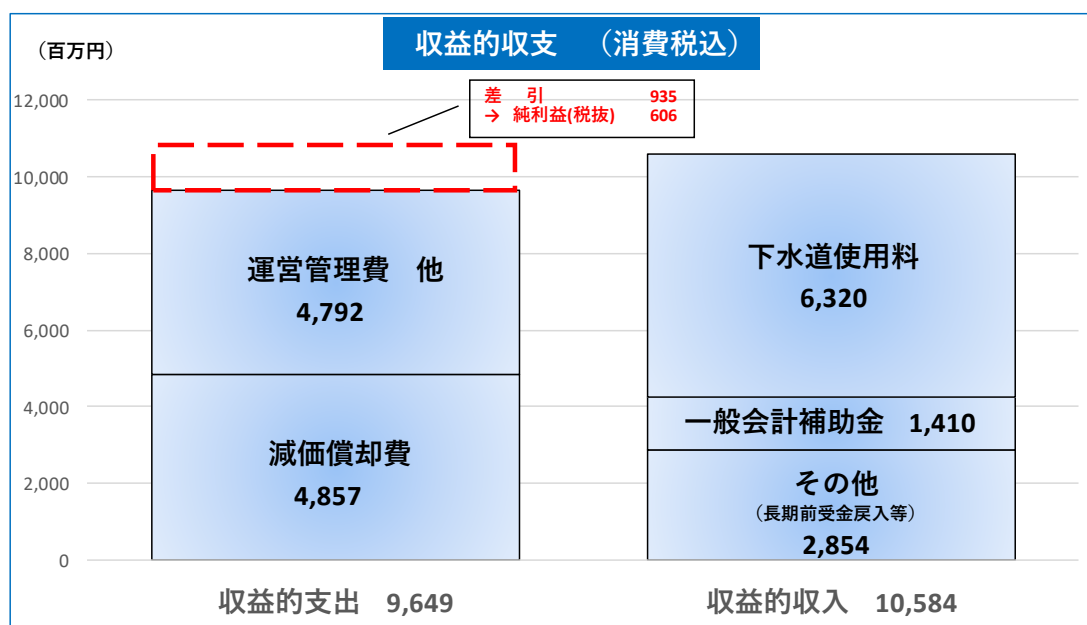 （百万円）
収益的収支　（消費税込）
差　引　935
→ 純利益(税抜)　606
12,000
10,000
8,000
6,000
4,000
2,000
0
運営管理費　他
4,792
減価償却費
4,857
下水道使用料
6,320
一般会計補助金　1,410
その他
（長期前受金戻入等）
2,854
収益的支出　9,649
収益的収入　10,584